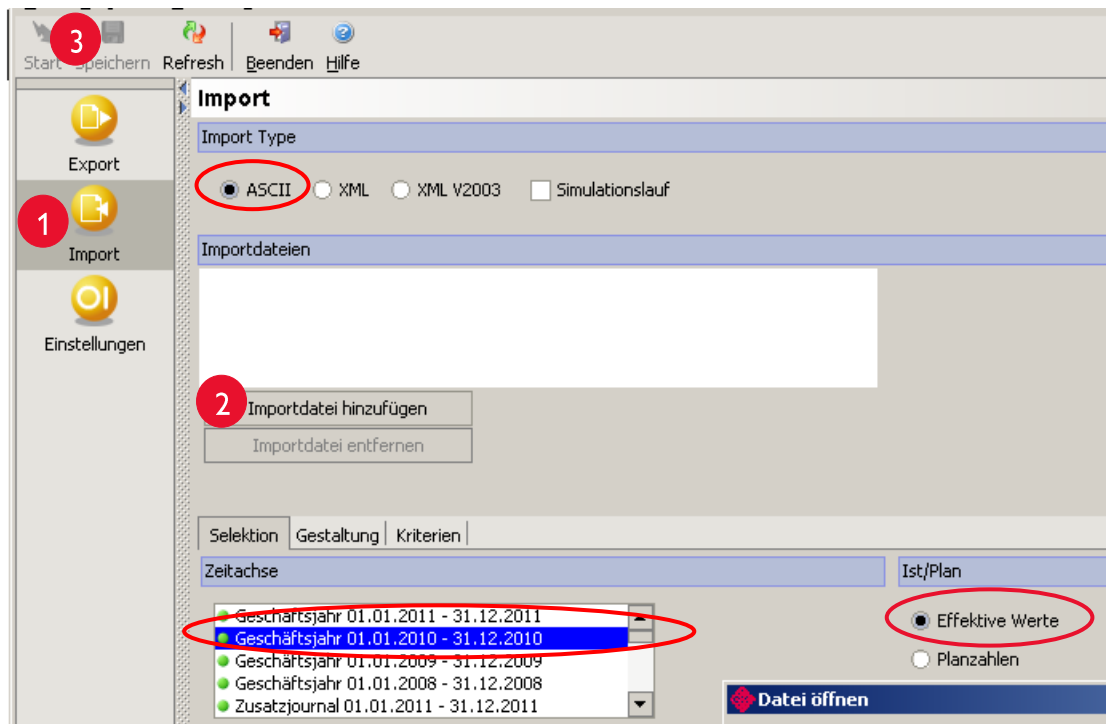 3
Start Speichern Refresh Beenden Hilfe
Import
Import Type
Export
ASCII XML XML V2003 Simulationslauf
1
Import
Importdateien
Einstellungen
2 Importdatei hinzufügen
Importdatei entfernen
Selektion Gestaltung Kriterien
Zeitachse Ist/Plan
Geschäftsjahr 01.01.2011 - 31.12.2011
Geschäftsjahr 01.01.2010 - 31.12.2010
Geschäftsjahr 01.01.2009 - 31.12.2009
Geschäftsjahr 01.01.2008 - 31.12.2008
Zusatzjournal 01.01.2011 - 31.12.2011
Effektive Werte
Planzahlen
Datei öffnen